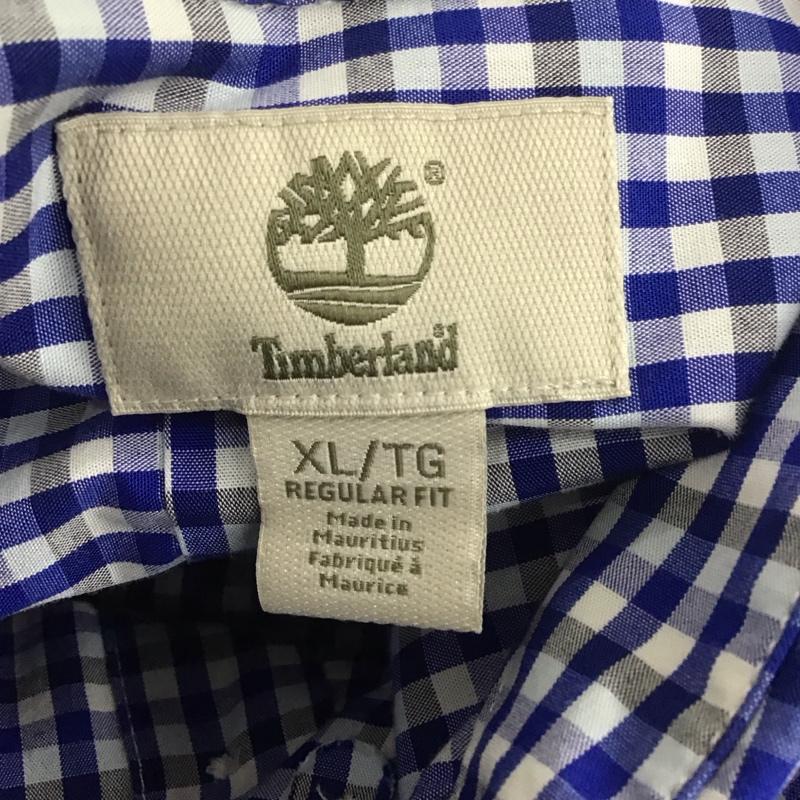 ®
Timberland®
XL/TG
REGULAR FIT
Made in
Mauritius
Fabriqué à
Maurice